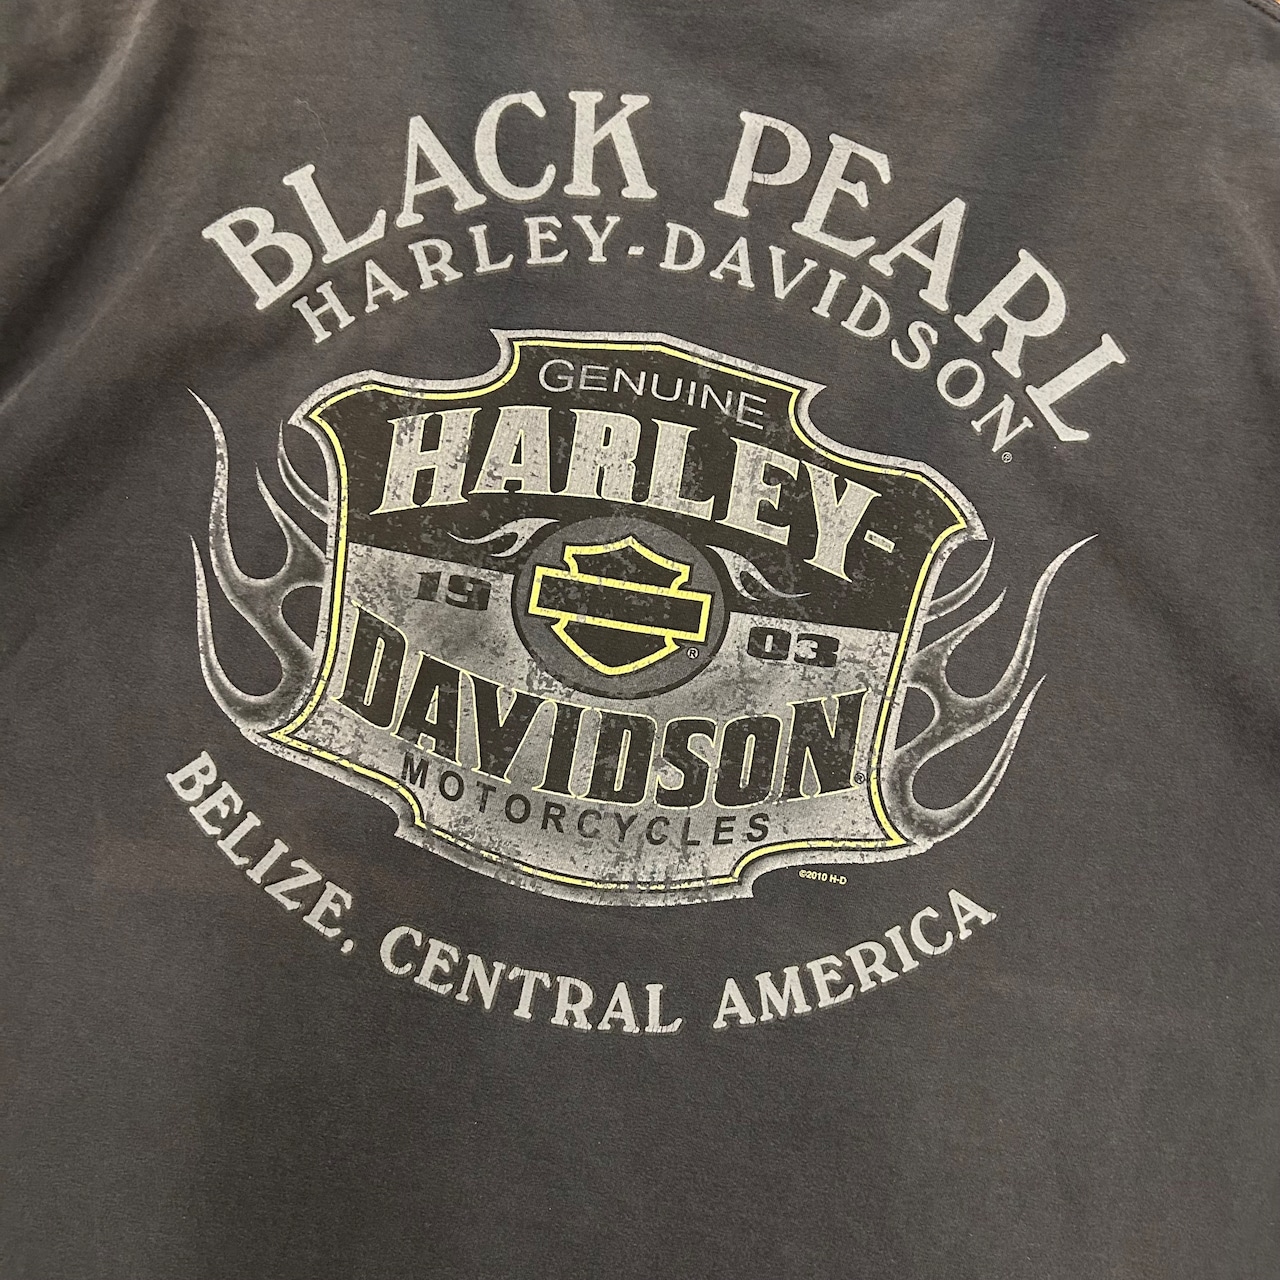 BLACK PEARL
HARLEY-DAVIDSON®
GENUINE
HARLEY-
19 03
®
DAVIDSON®
MOTORCYCLES
©2010 H-D
BELIZE, CENTRAL AMERICA